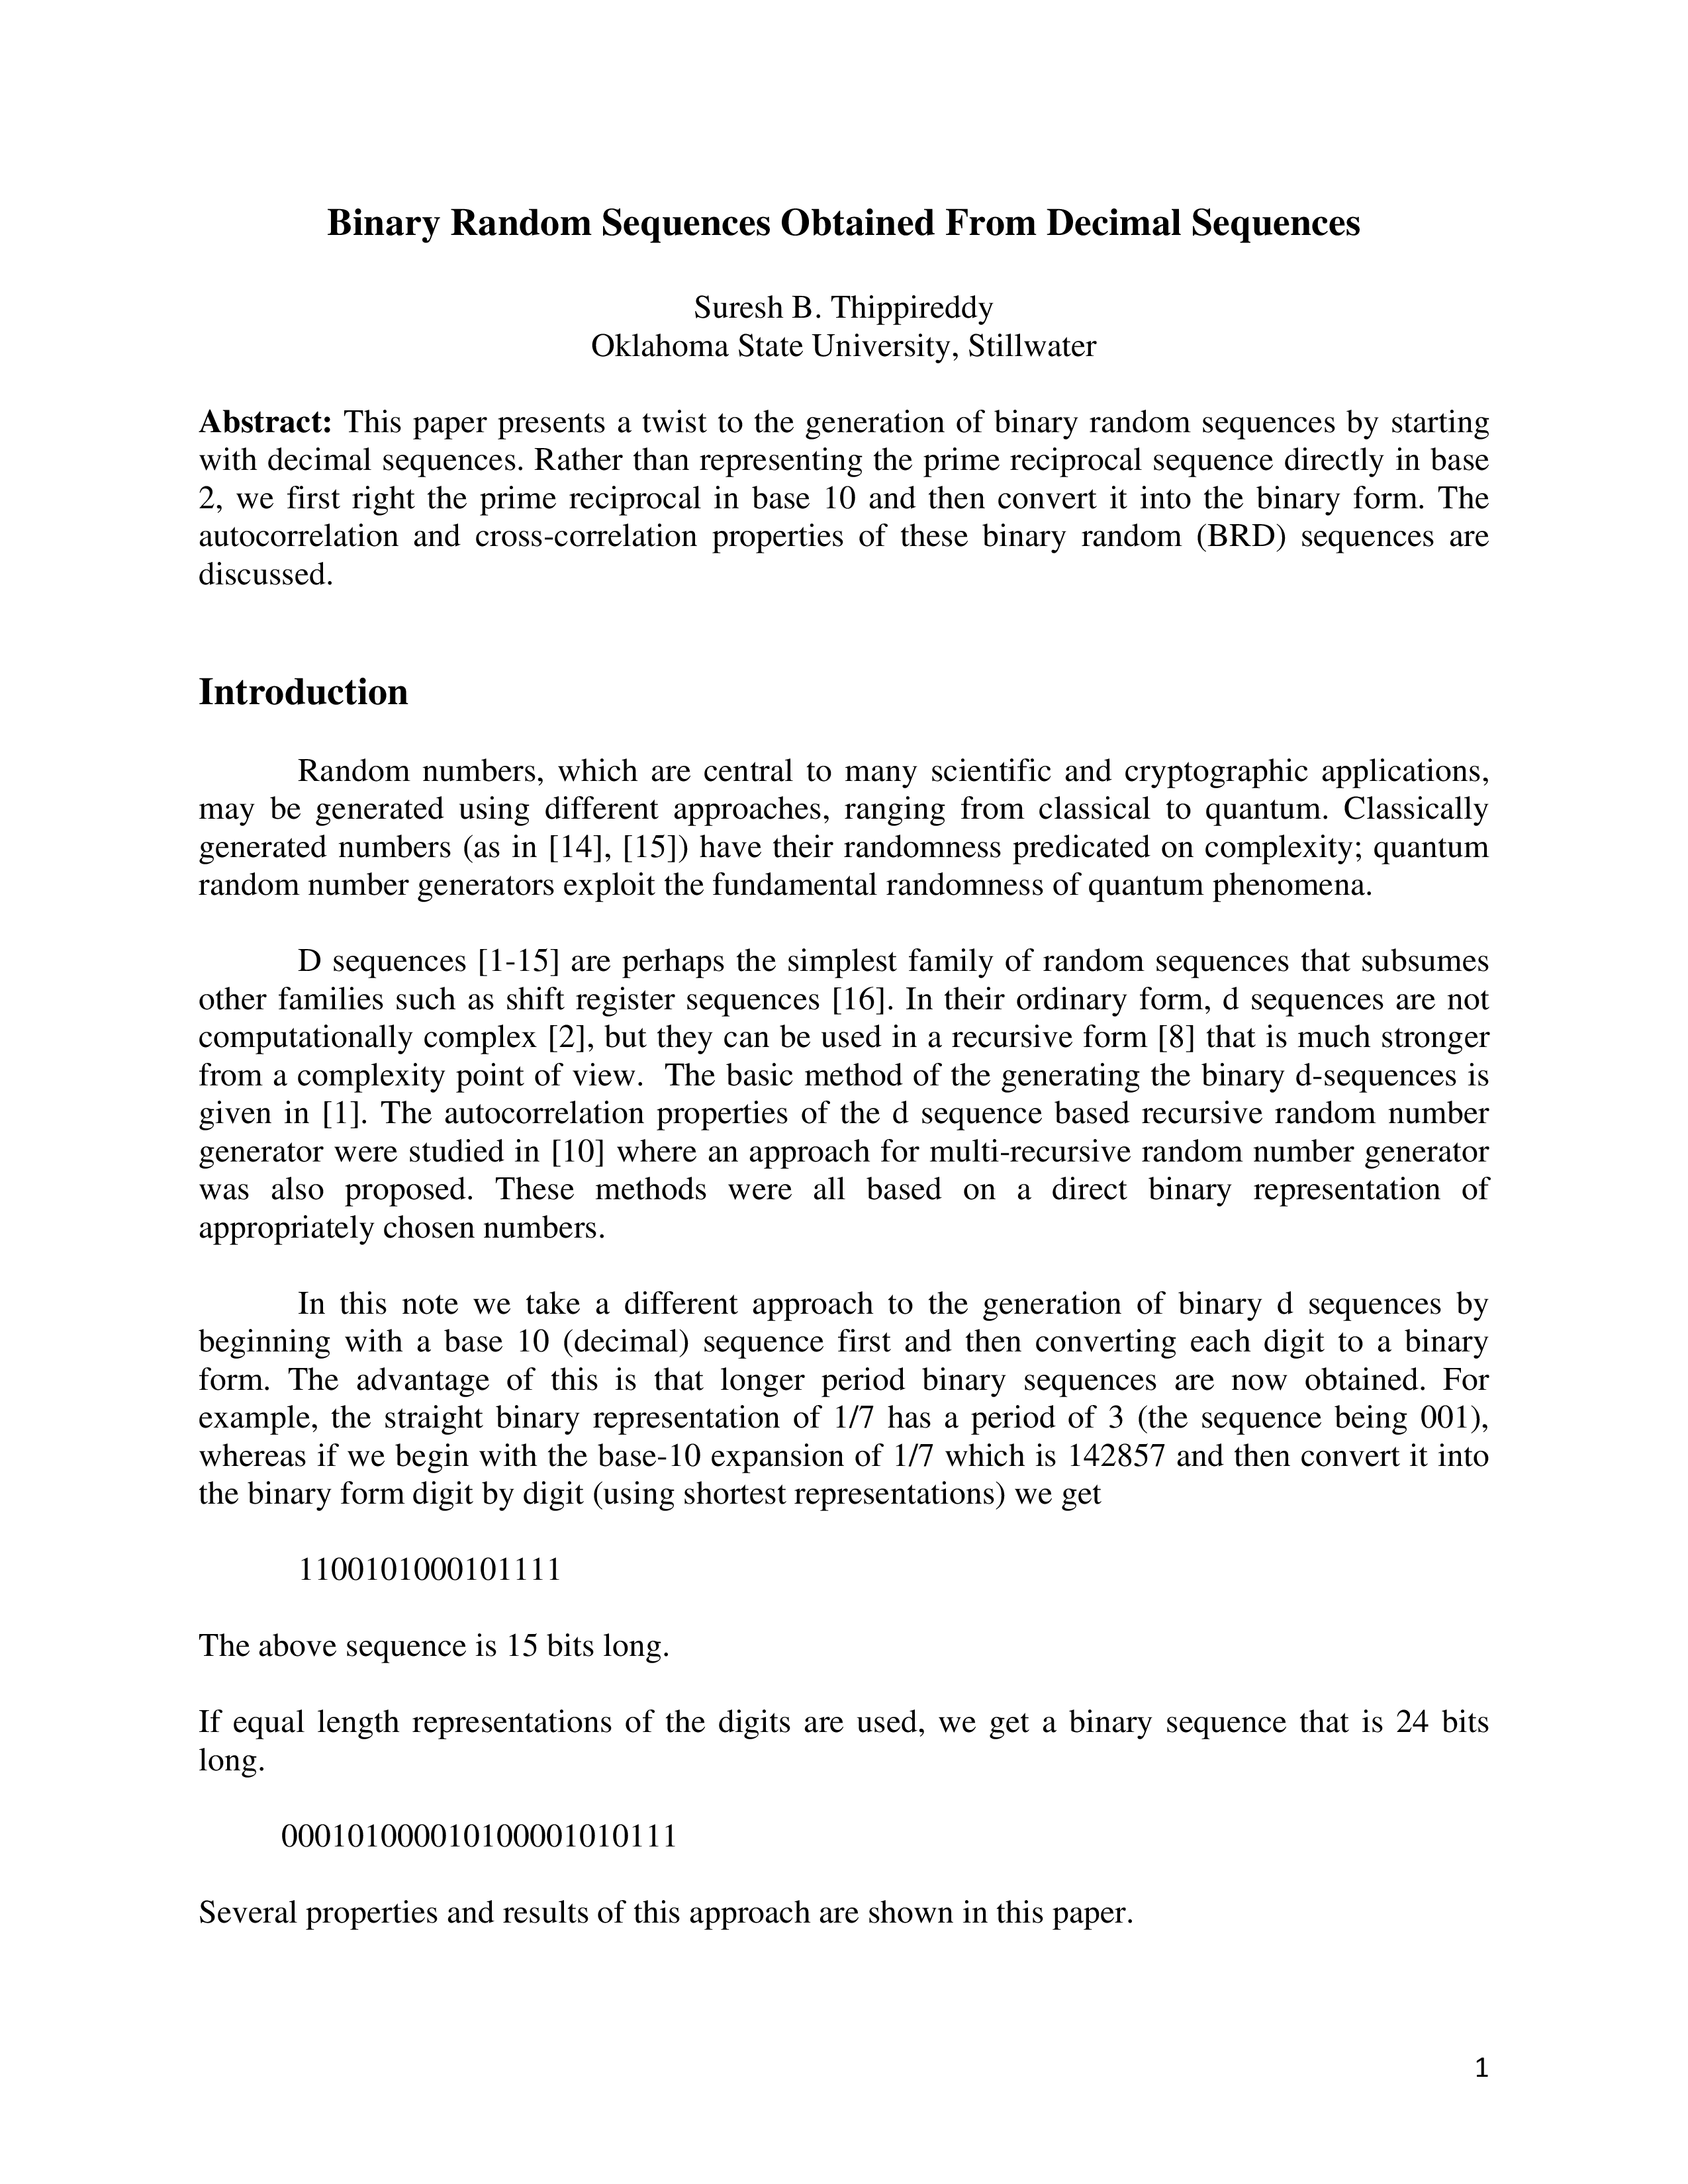 Binary Random Sequences Obtained From Decimal Sequences
Suresh B. Thippireddy
Oklahoma State University, Stillwater
Abstract: This paper presents a twist to the generation of binary random sequences by starting
with decimal sequences. Rather than representing the prime reciprocal sequence directly in base
2, we first right the prime reciprocal in base 10 and then convert it into the binary form. The
autocorrelation and cross-correlation properties of these binary random (BRD) sequences are
discussed.
Introduction
Random numbers, which are central to many scientific and cryptographic applications,
may be generated using different approaches, ranging from classical to quantum. Classically
generated numbers (as in [14], [15]) have their randomness predicated on complexity; quantum
random number generators exploit the fundamental randomness of quantum phenomena.
D sequences [1-15] are perhaps the simplest family of random sequences that subsumes
other families such as shift register sequences [16]. In their ordinary form, d sequences are not
computationally complex [2], but they can be used in a recursive form [8] that is much stronger
from a complexity point of view. The basic method of the generating the binary d-sequences is
given in [1]. The autocorrelation properties of the d sequence based recursive random number
generator were studied in [10] where an approach for multi-recursive random number generator
was also proposed. These methods were all based on a direct binary representation of
appropriately chosen numbers.
In this note we take a different approach to the generation of binary d sequences by
beginning with a base 10 (decimal) sequence first and then converting each digit to a binary
form. The advantage of this is that longer period binary sequences are now obtained. For
example, the straight binary representation of 1/7 has a period of 3 (the sequence being 001),
whereas if we begin with the base-10 expansion of 1/7 which is 142857 and then convert it into
the binary form digit by digit (using shortest representations) we get
1100101000101111
The above sequence is 15 bits long.
If equal length representations of the digits are used, we get a binary sequence that is 24 bits
long.
000101000010100001010111
Several properties and results of this approach are shown in this paper.
1